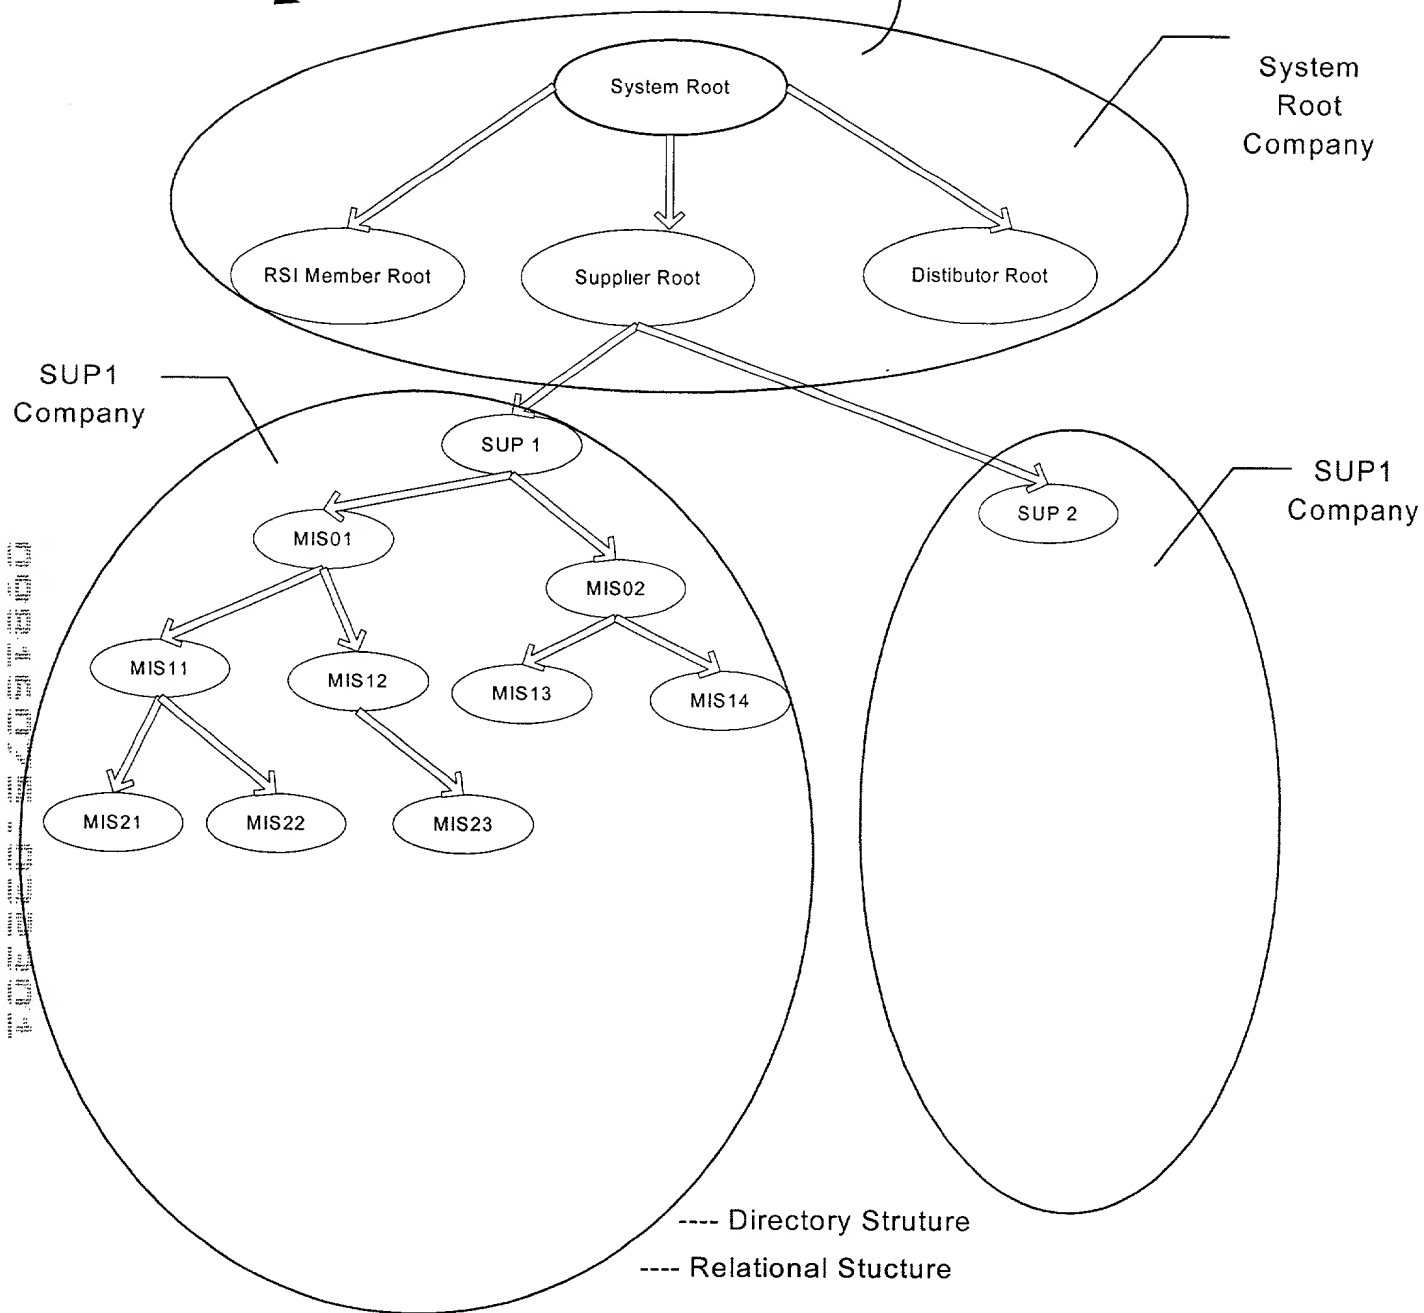 System Root
System
Root
Company
RSI Member Root
Supplier Root
Distibutor Root
SUP1
Company
SUP 1
SUP1
Company
SUP 2
MIS01
MIS02
MIS11
MIS12
MIS13
MIS14
MIS21
MIS22
MIS23
---- Directory Struture
---- Relational Stucture